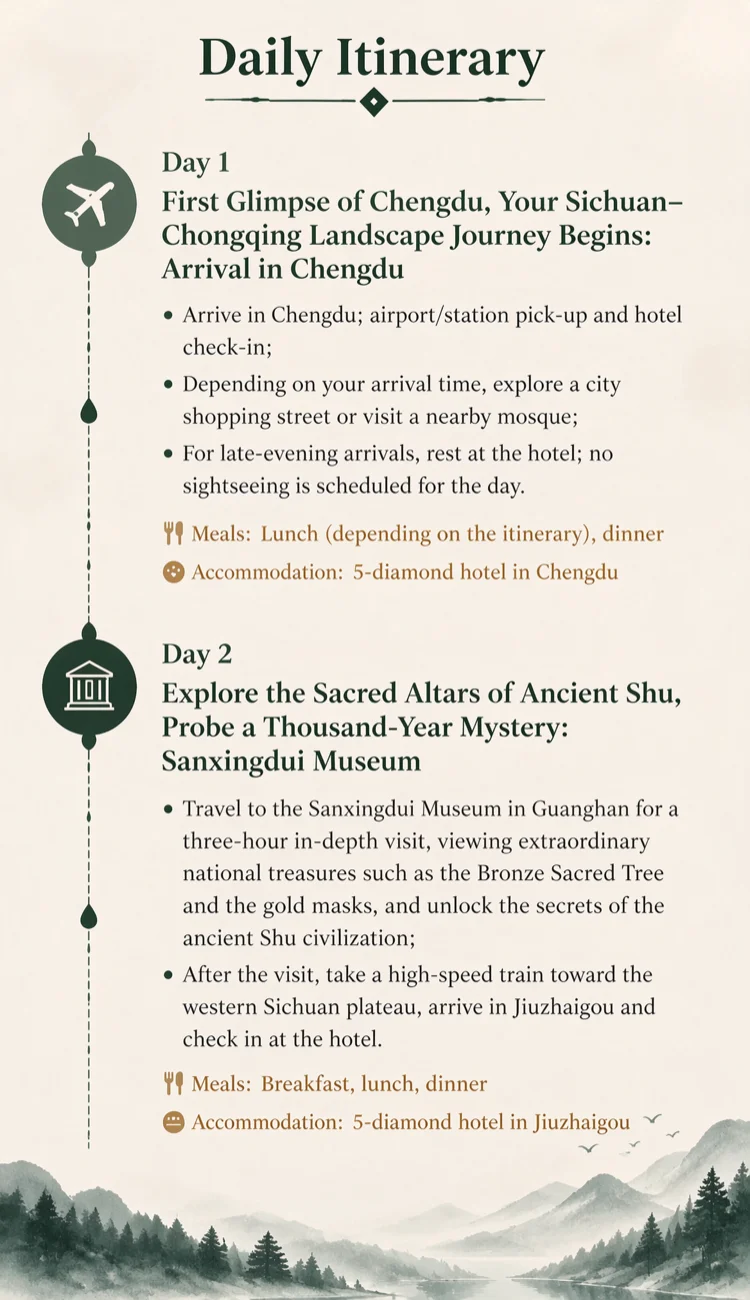 Daily Itinerary
Day 1
First Glimpse of Chengdu, Your Sichuan–
Chongqing Landscape Journey Begins:
Arrival in Chengdu
• Arrive in Chengdu; airport/station pick-up and hotel
check-in;
• Depending on your arrival time, explore a city
shopping street or visit a nearby mosque;
• For late-evening arrivals, rest at the hotel; no
sightseeing is scheduled for the day.
Meals: Lunch (depending on the itinerary), dinner
Accommodation: 5-diamond hotel in Chengdu
Day 2
Explore the Sacred Altars of Ancient Shu,
Probe a Thousand-Year Mystery:
Sanxingdui Museum
• Travel to the Sanxingdui Museum in Guanghan for a
three-hour in-depth visit, viewing extraordinary
national treasures such as the Bronze Sacred Tree
and the gold masks, and unlock the secrets of the
ancient Shu civilization;
• After the visit, take a high-speed train toward the
western Sichuan plateau, arrive in Jiuzhaigou and
check in at the hotel.
Meals: Breakfast, lunch, dinner
Accommodation: 5-diamond hotel in Jiuzhaigou